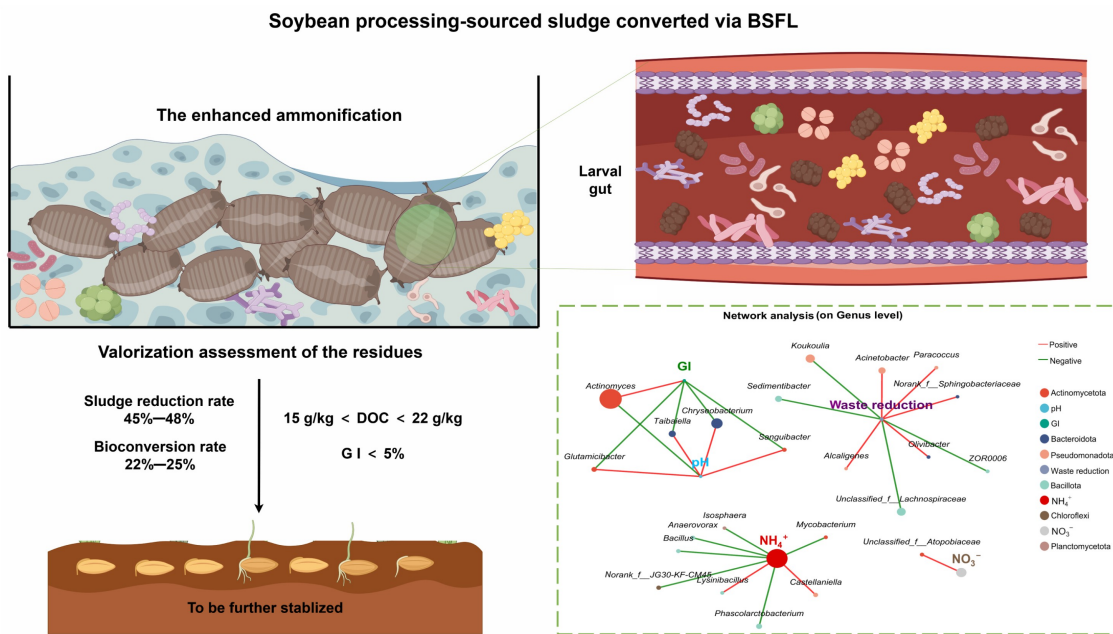 Soybean processing-sourced sludge converted via BSFL
The enhanced ammonification
Larval
gut
Valorization assessment of the residues
Sludge reduction rate
45%—48%
Bioconversion rate
22%—25%
15 g/kg < DOC < 22 g/kg
G I < 5%
To be further stablized
Network analysis (on Genus level)
GI
Actinomyces
Chryseobacterium
Taibaiella
Sanguibacter
Glutamicibacter
pH
Koukoulia
Acinetobacter
Paracoccus
Sedimentibacter
Norank_f__Sphingobacteriaceae
Waste reduction
Olivibacter
Alcaligenes
ZOR0006
Unclassified_f__Lachnospiraceae
Isosphaera
Anaerovorax
Bacillus
NH₄⁺
Mycobacterium
Norank_f__JG30-KF-CM45
Lysinibacillus
Castellaniella
Phascolarctobacterium
Unclassified_f__Atopobiaceae
NO₃⁻
Positive
Negative
Actinomycetota
pH
GI
Bacteroidota
Pseudomonadota
Waste reduction
Bacillota
NH₄⁺
Chloroflexi
NO₃⁻
Planctomycetota